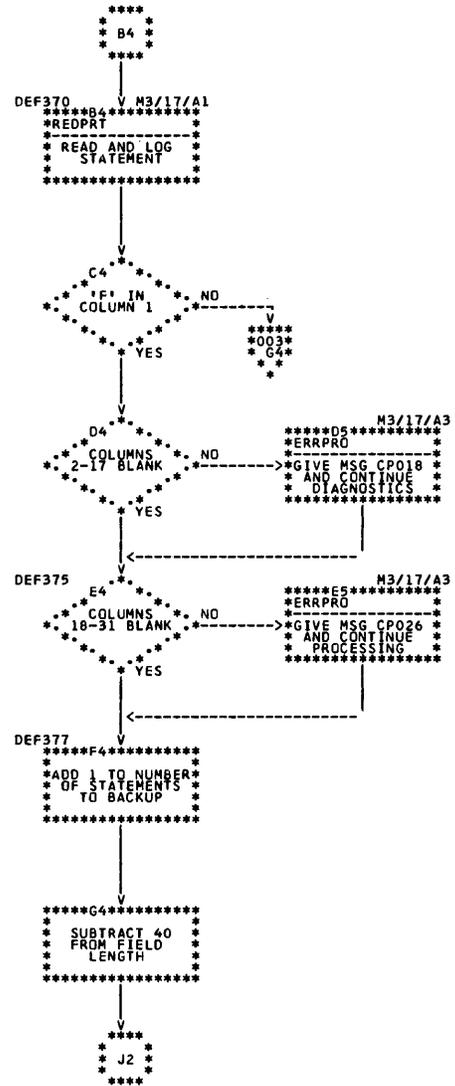 B4
DEF370 M3/17/A1
B4
REDPRT
READ AND LOG
STATEMENT
C4
'F' IN
COLUMN 1
NO
003
G4
YES
D4
COLUMNS
2-17 BLANK
NO
M3/17/A3
D5
ERRPRO
GIVE MSG CP018
AND CONTINUE
DIAGNOSTICS
YES
DEF375
E4
COLUMNS
18-31 BLANK
NO
M3/17/A3
E5
ERRPRO
GIVE MSG CP026
AND CONTINUE
PROCESSING
YES
DEF377
F4
ADD 1 TO NUMBER
OF STATEMENTS
TO BACKUP
G4
SUBTRACT 40
FROM FIELD
LENGTH
J2